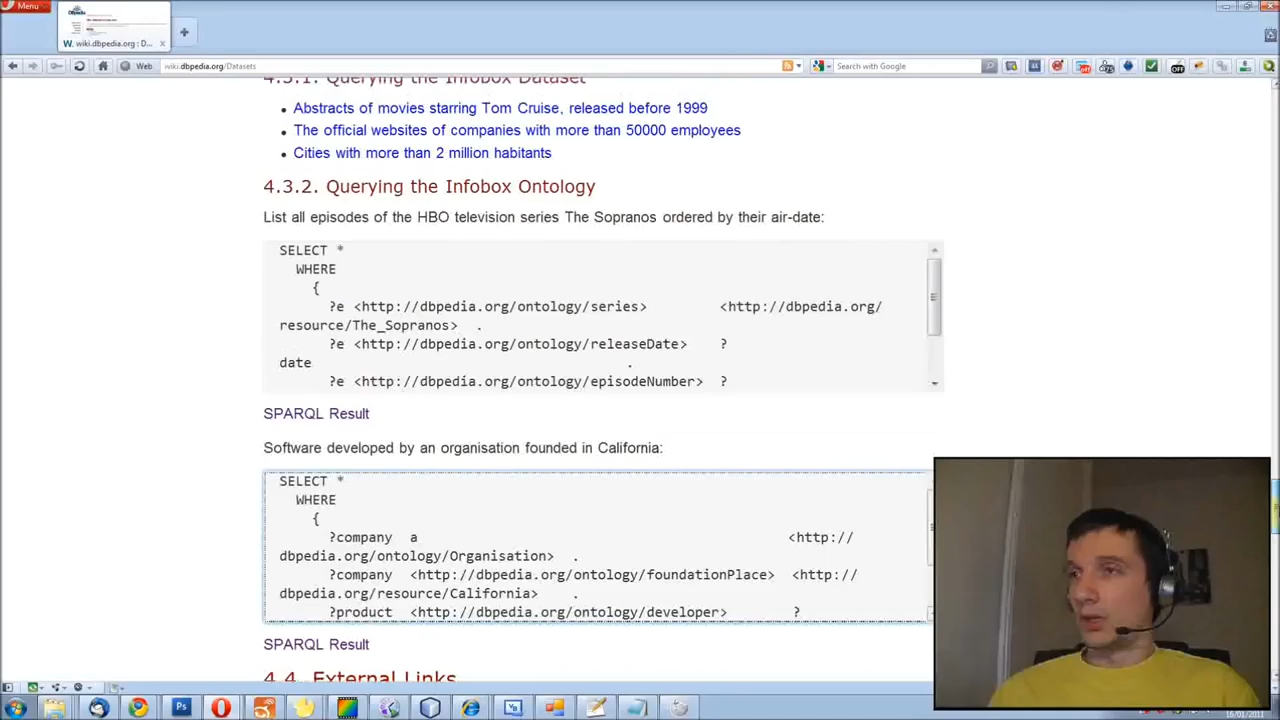 Menu
W. wiki.dbpedia.org : D...
Web
wiki.dbpedia.org/Datasets
Search with Google
4.3.1. Querying the Infobox Dataset
Abstracts of movies starring Tom Cruise, released before 1999
The official websites of companies with more than 50000 employees
Cities with more than 2 million habitants
4.3.2. Querying the Infobox Ontology
List all episodes of the HBO television series The Sopranos ordered by their air-date:
SELECT *
WHERE
{
?e <http://dbpedia.org/ontology/series> <http://dbpedia.org/
resource/The_Sopranos> .
?e <http://dbpedia.org/ontology/releaseDate> ?
date .
?e <http://dbpedia.org/ontology/episodeNumber> ?
SPARQL Result
Software developed by an organisation founded in California:
SELECT *
WHERE
{
?company a <http://
dbpedia.org/ontology/Organisation> .
?company <http://dbpedia.org/ontology/foundationPlace> <http://
dbpedia.org/resource/California> .
?product <http://dbpedia.org/ontology/developer> ?
SPARQL Result
4.4. External Links
16/01/2011